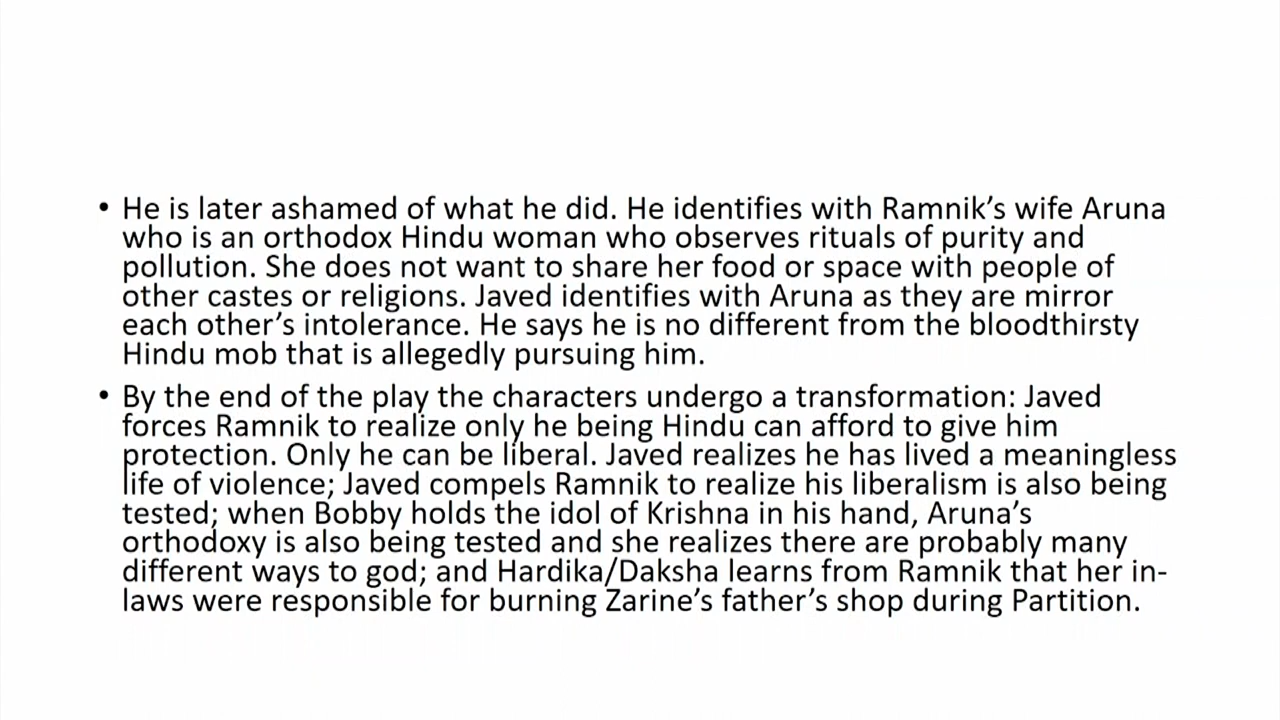 • He is later ashamed of what he did. He identifies with Ramnik’s wife Aruna
who is an orthodox Hindu woman who observes rituals of purity and
pollution. She does not want to share her food or space with people of
other castes or religions. Javed identifies with Aruna as they are mirror
each other’s intolerance. He says he is no different from the bloodthirsty
Hindu mob that is allegedly pursuing him.
• By the end of the play the characters undergo a transformation: Javed
forces Ramnik to realize only he being Hindu can afford to give him
protection. Only he can be liberal. Javed realizes he has lived a meaningless
life of violence; Javed compels Ramnik to realize his liberalism is also being
tested; when Bobby holds the idol of Krishna in his hand, Aruna’s
orthodoxy is also being tested and she realizes there are probably many
different ways to god; and Hardika/Daksha learns from Ramnik that her in-
laws were responsible for burning Zarine’s father’s shop during Partition.